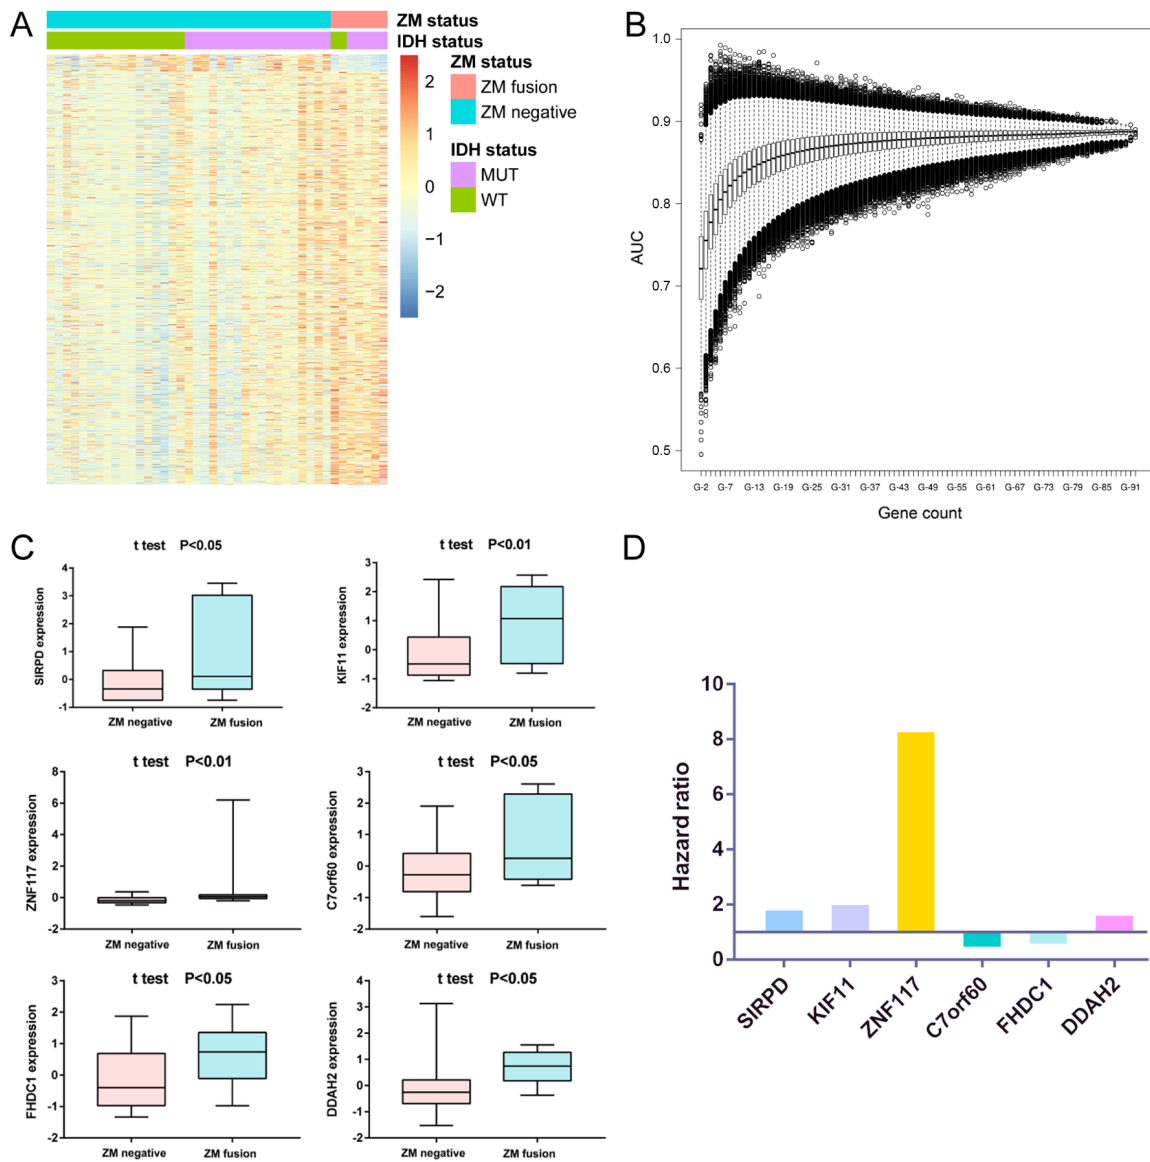 A
ZM status
IDH status
2
1
0
−1
−2
ZM status
ZM fusion
ZM negative
IDH status
MUT
WT
B
1.0
0.9
0.8
0.7
0.6
0.5
AUC
G-2 G-7 G-13 G-19 G-25 G-31 G-37 G-43 G-49 G-55 G-61 G-67 G-73 G-79 G-85 G-91
Gene count
C
t test P<0.05
SIRPD expression
4
3
2
1
0
-1
ZM negative ZM fusion
t test P<0.01
KIF11 expression
3
2
1
0
-1
-2
ZM negative ZM fusion
t test P<0.01
ZNF117 expression
8
6
4
2
0
-2
ZM negative ZM fusion
t test P<0.05
C7orf60 expression
3
2
1
0
-1
-2
ZM negative ZM fusion
t test P<0.05
FHDC1 expression
3
2
1
0
-1
-2
ZM negative ZM fusion
t test P<0.05
DDAH2 expression
4
3
2
1
0
-1
-2
ZM negative ZM fusion
D
Hazard ratio
10
8
6
4
2
0
SIRPD KIF11 ZNF117 C7orf60 FHDC1 DDAH2